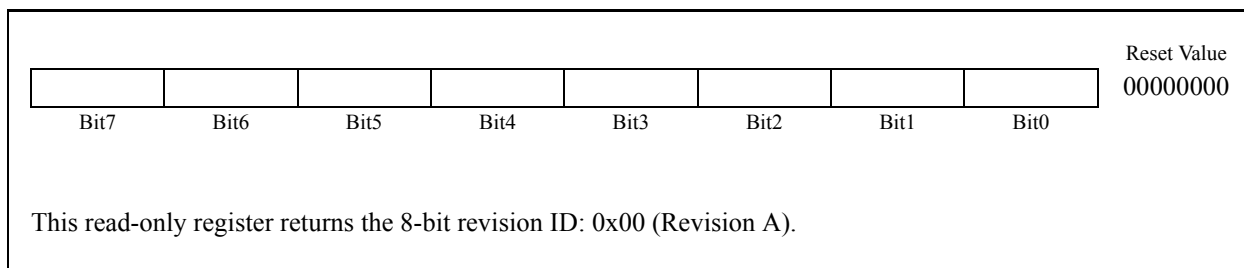 Reset Value
00000000
Bit7 Bit6 Bit5 Bit4 Bit3 Bit2 Bit1 Bit0
This read-only register returns the 8-bit revision ID: 0x00 (Revision A).